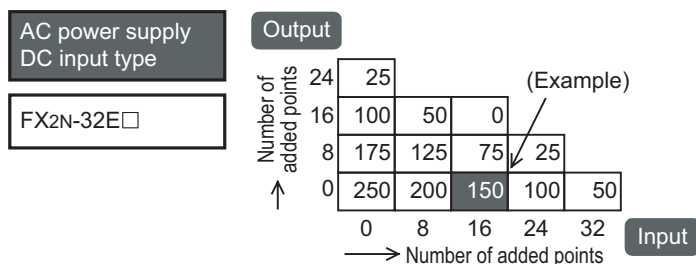 AC power supply
DC input type
FX2N-32E□
Output
Number of
added points
24 25
16 100 50 0
8 175 125 75 25
0 250 200 150 100 50
(Example)
0 8 16 24 32
Number of added points
Input